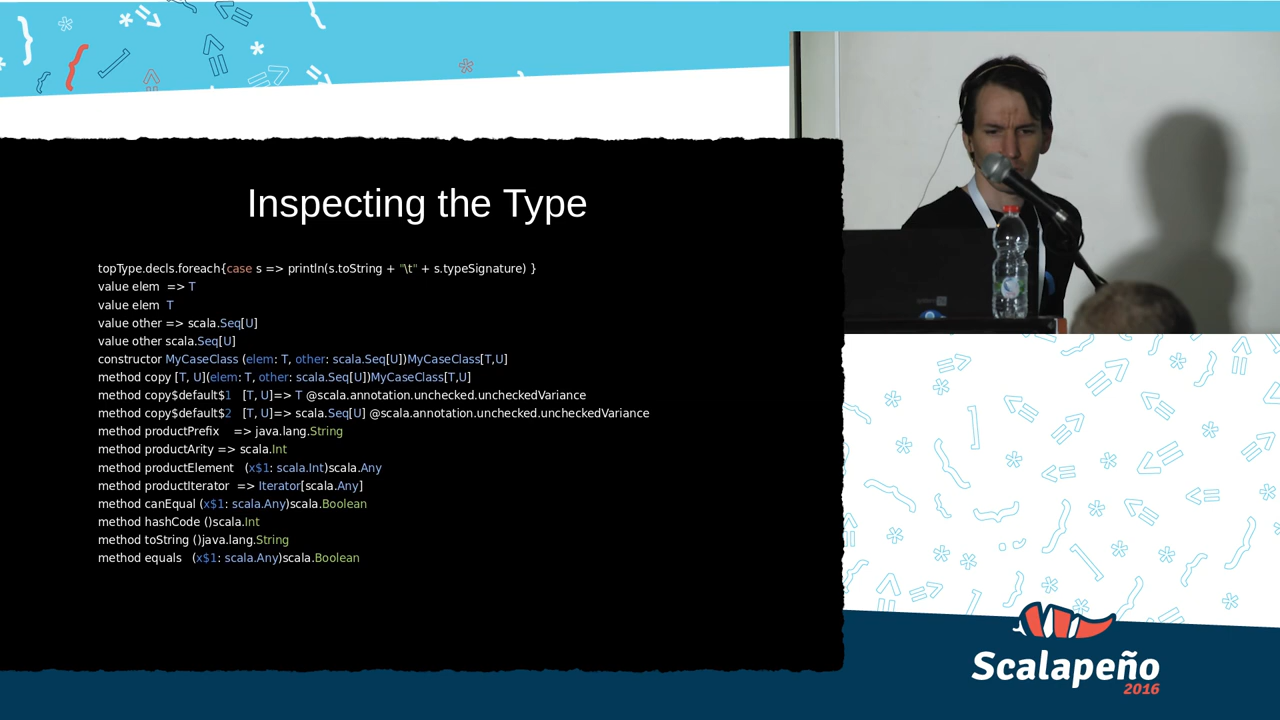 Inspecting the Type
topType.decls.foreach{case s => println(s.toString + "\t" + s.typeSignature) }
value elem => T
value elem T
value other => scala.Seq[U]
value other scala.Seq[U]
constructor MyCaseClass (elem: T, other: scala.Seq[U])MyCaseClass[T,U]
method copy [T, U](elem: T, other: scala.Seq[U])MyCaseClass[T,U]
method copy$default$1 [T, U]=> T @scala.annotation.unchecked.uncheckedVariance
method copy$default$2 [T, U]=> scala.Seq[U] @scala.annotation.unchecked.uncheckedVariance
method productPrefix => java.lang.String
method productArity => scala.Int
method productElement (x$1: scala.Int)scala.Any
method productIterator => Iterator[scala.Any]
method canEqual (x$1: scala.Any)scala.Boolean
method hashCode ()scala.Int
method toString ()java.lang.String
method equals (x$1: scala.Any)scala.Boolean
Scalapeño
2016